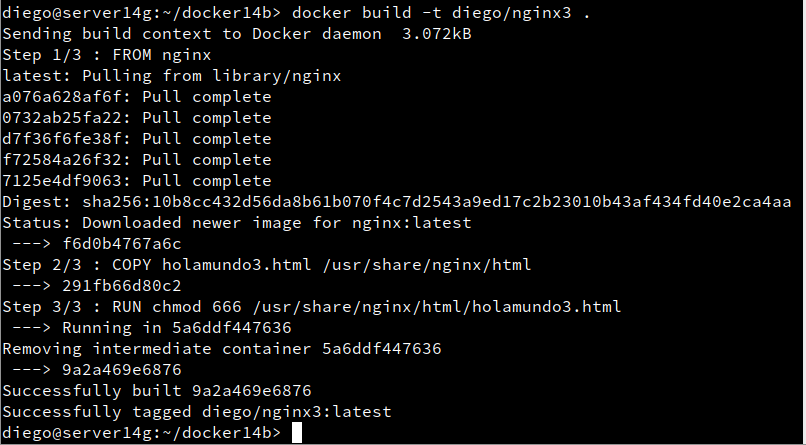 diego@server14g:~/docker14b> docker build -t diego/nginx3 .
Sending build context to Docker daemon  3.072kB
Step 1/3 : FROM nginx
latest: Pulling from library/nginx
a076a628af6f: Pull complete
0732ab25fa22: Pull complete
d7f36f6fe38f: Pull complete
f72584a26f32: Pull complete
7125e4df9063: Pull complete
Digest: sha256:10b8cc432d56da8b61b070f4c7d2543a9ed17c2b23010b43af434fd40e2ca4aa
Status: Downloaded newer image for nginx:latest
 ---> f6d0b4767a6c
Step 2/3 : COPY holamundo3.html /usr/share/nginx/html
 ---> 291fb66d80c2
Step 3/3 : RUN chmod 666 /usr/share/nginx/html/holamundo3.html
 ---> Running in 5a6ddf447636
Removing intermediate container 5a6ddf447636
 ---> 9a2a469e6876
Successfully built 9a2a469e6876
Successfully tagged diego/nginx3:latest
diego@server14g:~/docker14b>